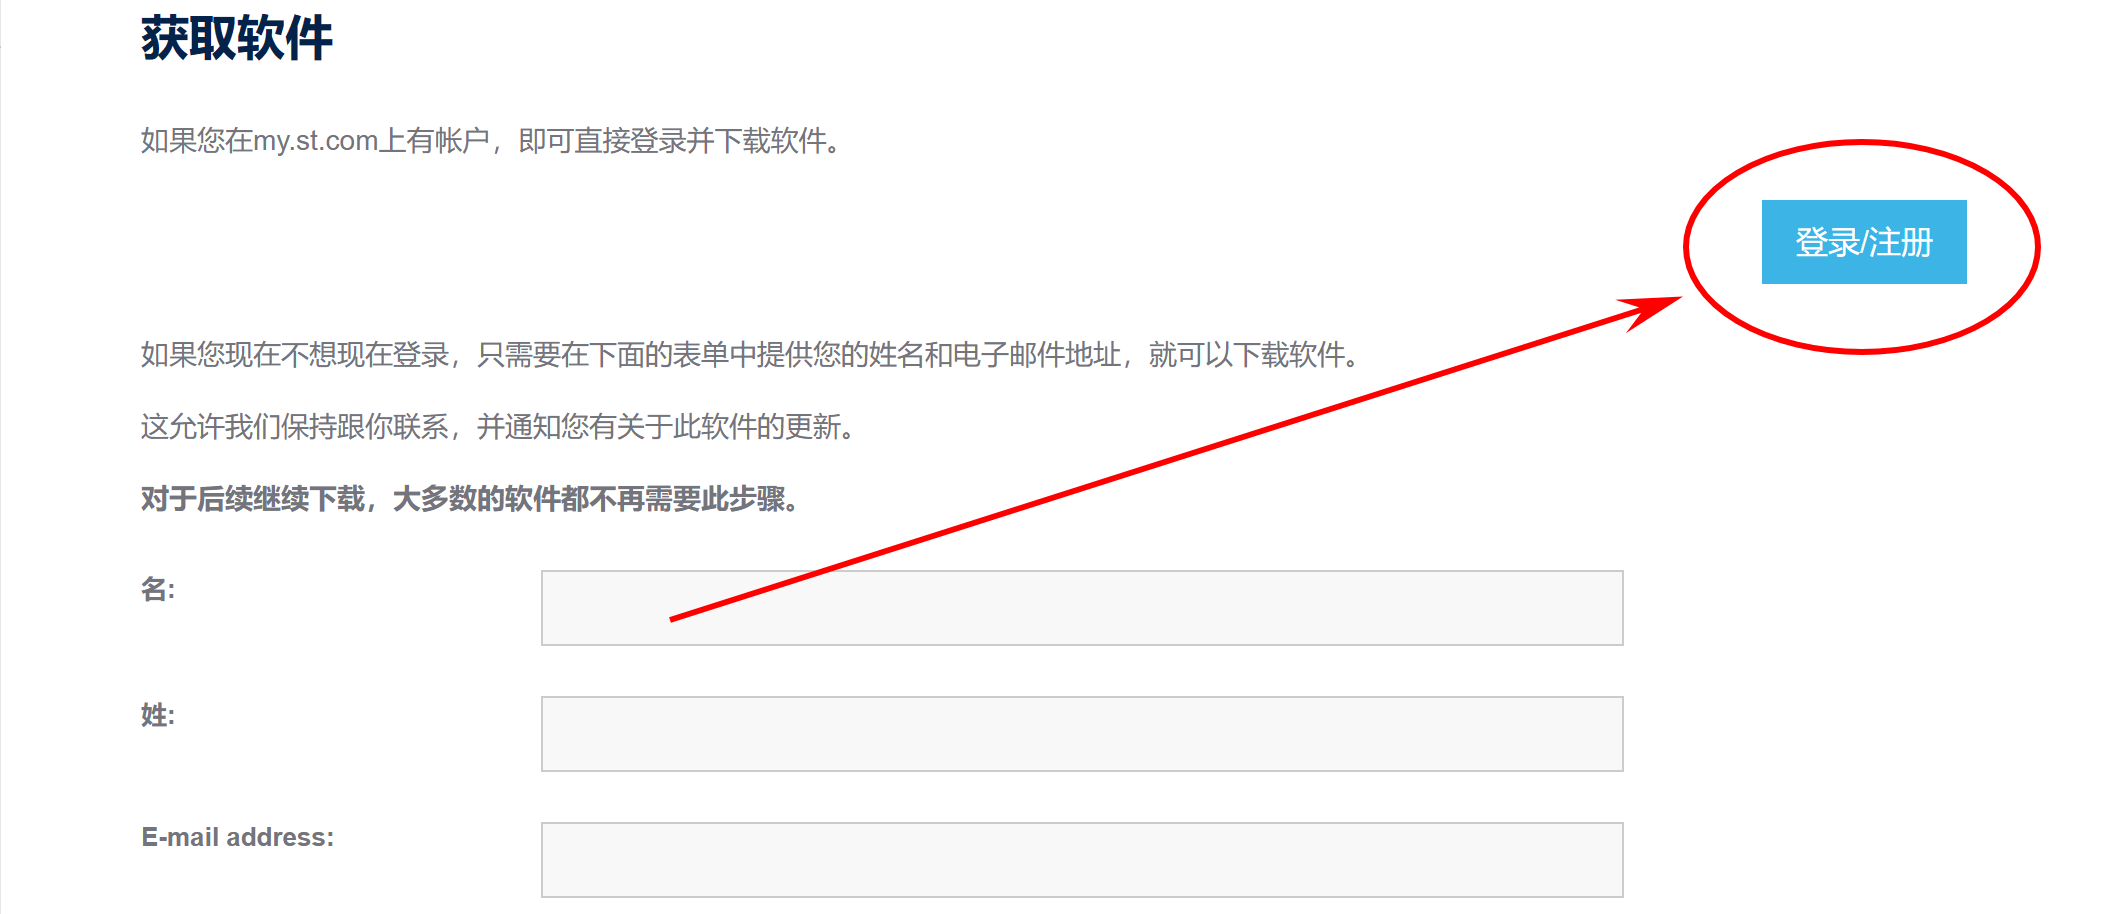 获取软件
如果您在my.st.com上有帐户，即可直接登录并下载软件。
登录/注册
如果您现在不想现在登录，只需要在下面的表单中提供您的姓名和电子邮件地址，就可以下载软件。
这允许我们保持跟你联系，并通知您有关于此软件的更新。
对于后续继续下载，大多数的软件都不再需要此步骤。
名:
姓:
E-mail address: